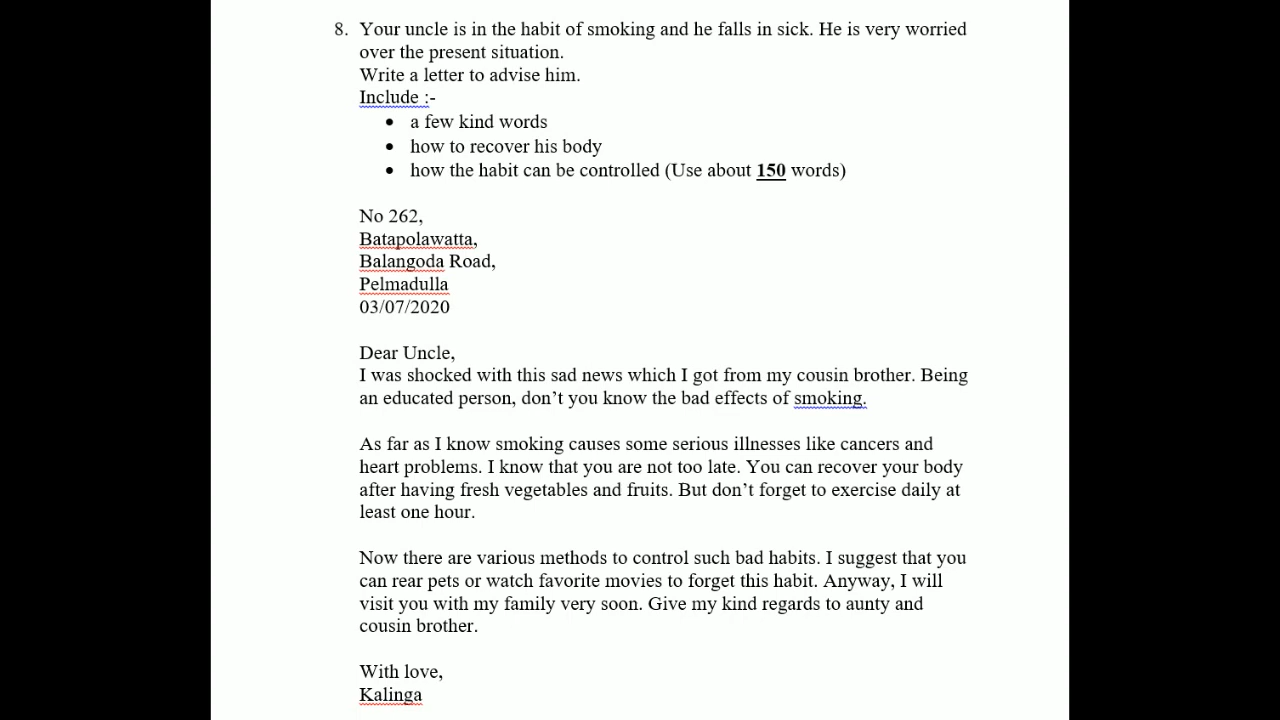 8. Your uncle is in the habit of smoking and he falls in sick. He is very worried
over the present situation.
Write a letter to advise him.
Include :-
• a few kind words
• how to recover his body
• how the habit can be controlled (Use about 150 words)
No 262,
Batapolawatta,
Balangoda Road,
Pelmadulla
03/07/2020
Dear Uncle,
I was shocked with this sad news which I got from my cousin brother. Being
an educated person, don’t you know the bad effects of smoking.
As far as I know smoking causes some serious illnesses like cancers and
heart problems. I know that you are not too late. You can recover your body
after having fresh vegetables and fruits. But don’t forget to exercise daily at
least one hour.
Now there are various methods to control such bad habits. I suggest that you
can rear pets or watch favorite movies to forget this habit. Anyway, I will
visit you with my family very soon. Give my kind regards to aunty and
cousin brother.
With love,
Kalinga